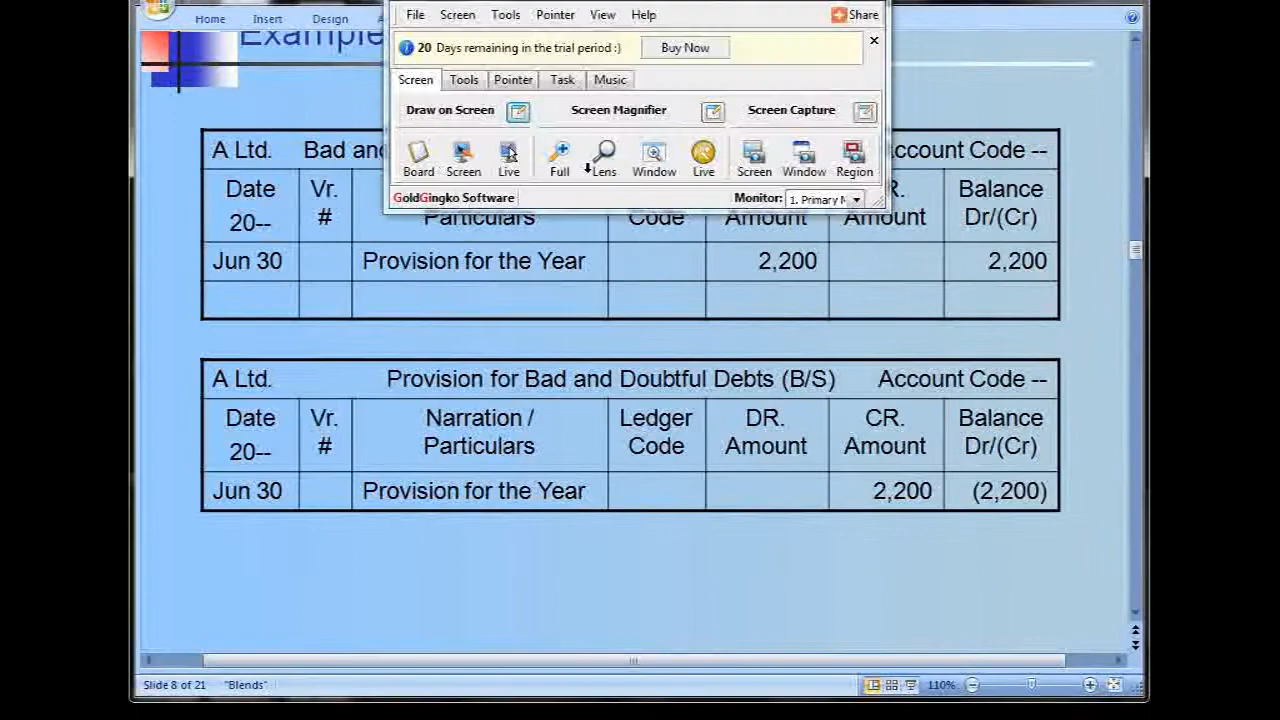 Home Insert Design
File Screen Tools Pointer View Help Share
Example
20 Days remaining in the trial period :) Buy Now
Screen Tools Pointer Task Music
Draw on Screen Screen Magnifier Screen Capture
Board Screen Live Full Lens Window Live Screen Window Region
GoldGingko Software Monitor: 1. Primary
A Ltd. Bad and Account Code --
Date Vr. Balance
20-- # Particulars Code Amount Amount Dr/(Cr)
Jun 30 Provision for the Year 2,200 2,200
A Ltd. Provision for Bad and Doubtful Debts (B/S) Account Code --
Date Vr. Narration / Ledger DR. CR. Balance
20-- # Particulars Code Amount Amount Dr/(Cr)
Jun 30 Provision for the Year 2,200 (2,200)
Slide 8 of 21 "Blends" 110%